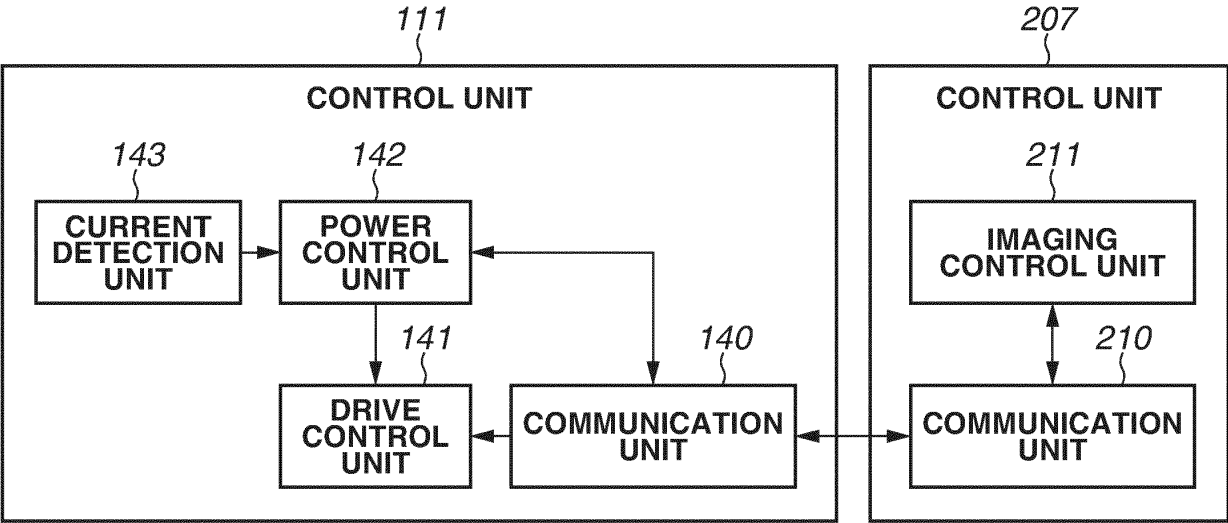 111
207
CONTROL UNIT
CONTROL UNIT
143
142
211
CURRENT
DETECTION
UNIT
POWER
CONTROL
UNIT
IMAGING
CONTROL UNIT
141
140
210
DRIVE
CONTROL
UNIT
COMMUNICATION
UNIT
COMMUNICATION
UNIT